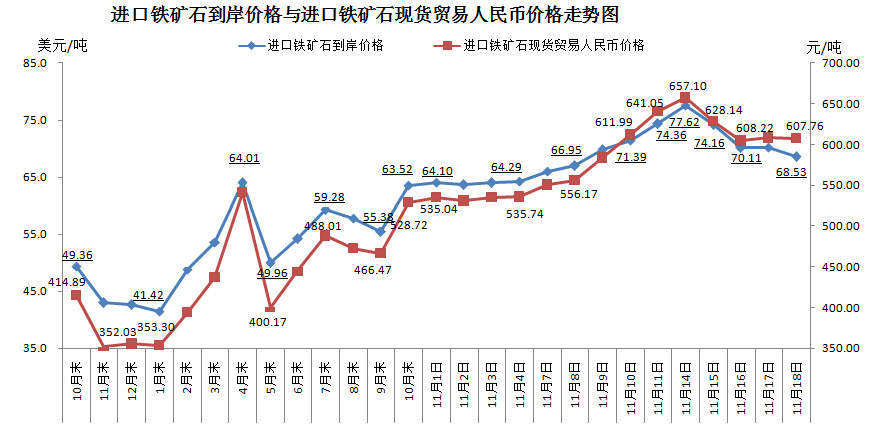 进口铁矿石到岸价格与进口铁矿石现货贸易人民币价格走势图
美元/吨
进口铁矿石到岸价格
进口铁矿石现货贸易人民币价格
元/吨
85.0
75.0
65.0
55.0
45.0
35.0
700.00
650.00
600.00
550.00
500.00
450.00
400.00
350.00
49.36
41.42
64.01
49.96
59.28
55.38
63.52
64.10
64.29
66.95
71.39
74.36
77.62
74.16
70.11
68.53
414.89
352.03
353.30
400.17
488.01
466.47
528.72
535.04
535.74
556.17
611.99
641.05
657.10
628.14
608.22
607.76
10月末
11月末
12月末
1月末
2月末
3月末
4月末
5月末
6月末
7月末
8月末
9月末
10月末
11月1日
11月2日
11月3日
11月4日
11月7日
11月8日
11月9日
11月10日
11月11日
11月14日
11月15日
11月16日
11月17日
11月18日